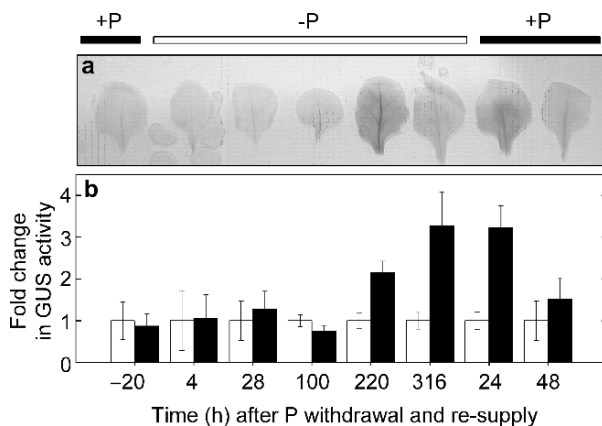 +P -P +P
a
b
Fold change
in GUS activity
4
3
2
1
0
−20 4 28 100 220 316 24 48
Time (h) after P withdrawal and re-supply